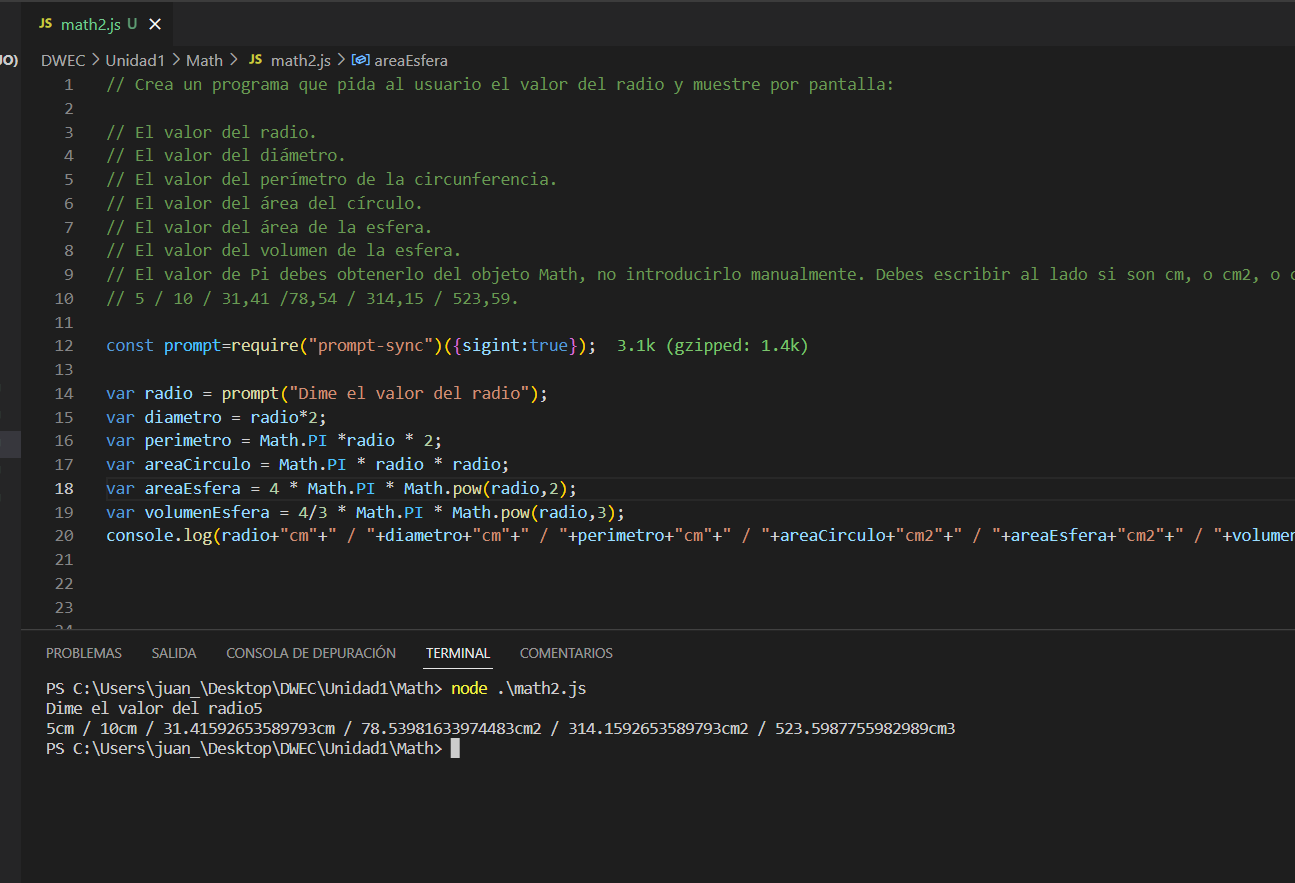 JS math2.js U ×
JO) DWEC > Unidad1 > Math > JS math2.js > areaEsfera
1 // Crea un programa que pida al usuario el valor del radio y muestre por pantalla:
2
3 // El valor del radio.
4 // El valor del diámetro.
5 // El valor del perímetro de la circunferencia.
6 // El valor del área del círculo.
7 // El valor del área de la esfera.
8 // El valor del volumen de la esfera.
9 // El valor de Pi debes obtenerlo del objeto Math, no introducirlo manualmente. Debes escribir al lado si son cm, o cm2, o c
10 // 5 / 10 / 31,41 /78,54 / 314,15 / 523,59.
11
12 const prompt=require("prompt-sync")({sigint:true}); 3.1k (gzipped: 1.4k)
13
14 var radio = prompt("Dime el valor del radio");
15 var diametro = radio*2;
16 var perimetro = Math.PI *radio * 2;
17 var areaCirculo = Math.PI * radio * radio;
18 var areaEsfera = 4 * Math.PI * Math.pow(radio,2);
19 var volumenEsfera = 4/3 * Math.PI * Math.pow(radio,3);
20 console.log(radio+"cm"+" / "+diametro+"cm"+" / "+perimetro+"cm"+" / "+areaCirculo+"cm2"+" / "+areaEsfera+"cm2"+" / "+volumen
21
22
23
24
PROBLEMAS SALIDA CONSOLA DE DEPURACIÓN TERMINAL COMENTARIOS
PS C:\Users\juan_\Desktop\DWEC\Unidad1\Math> node .\math2.js
Dime el valor del radio5
5cm / 10cm / 31.41592653589793cm / 78.53981633974483cm2 / 314.1592653589793cm2 / 523.5987755982989cm3
PS C:\Users\juan_\Desktop\DWEC\Unidad1\Math>